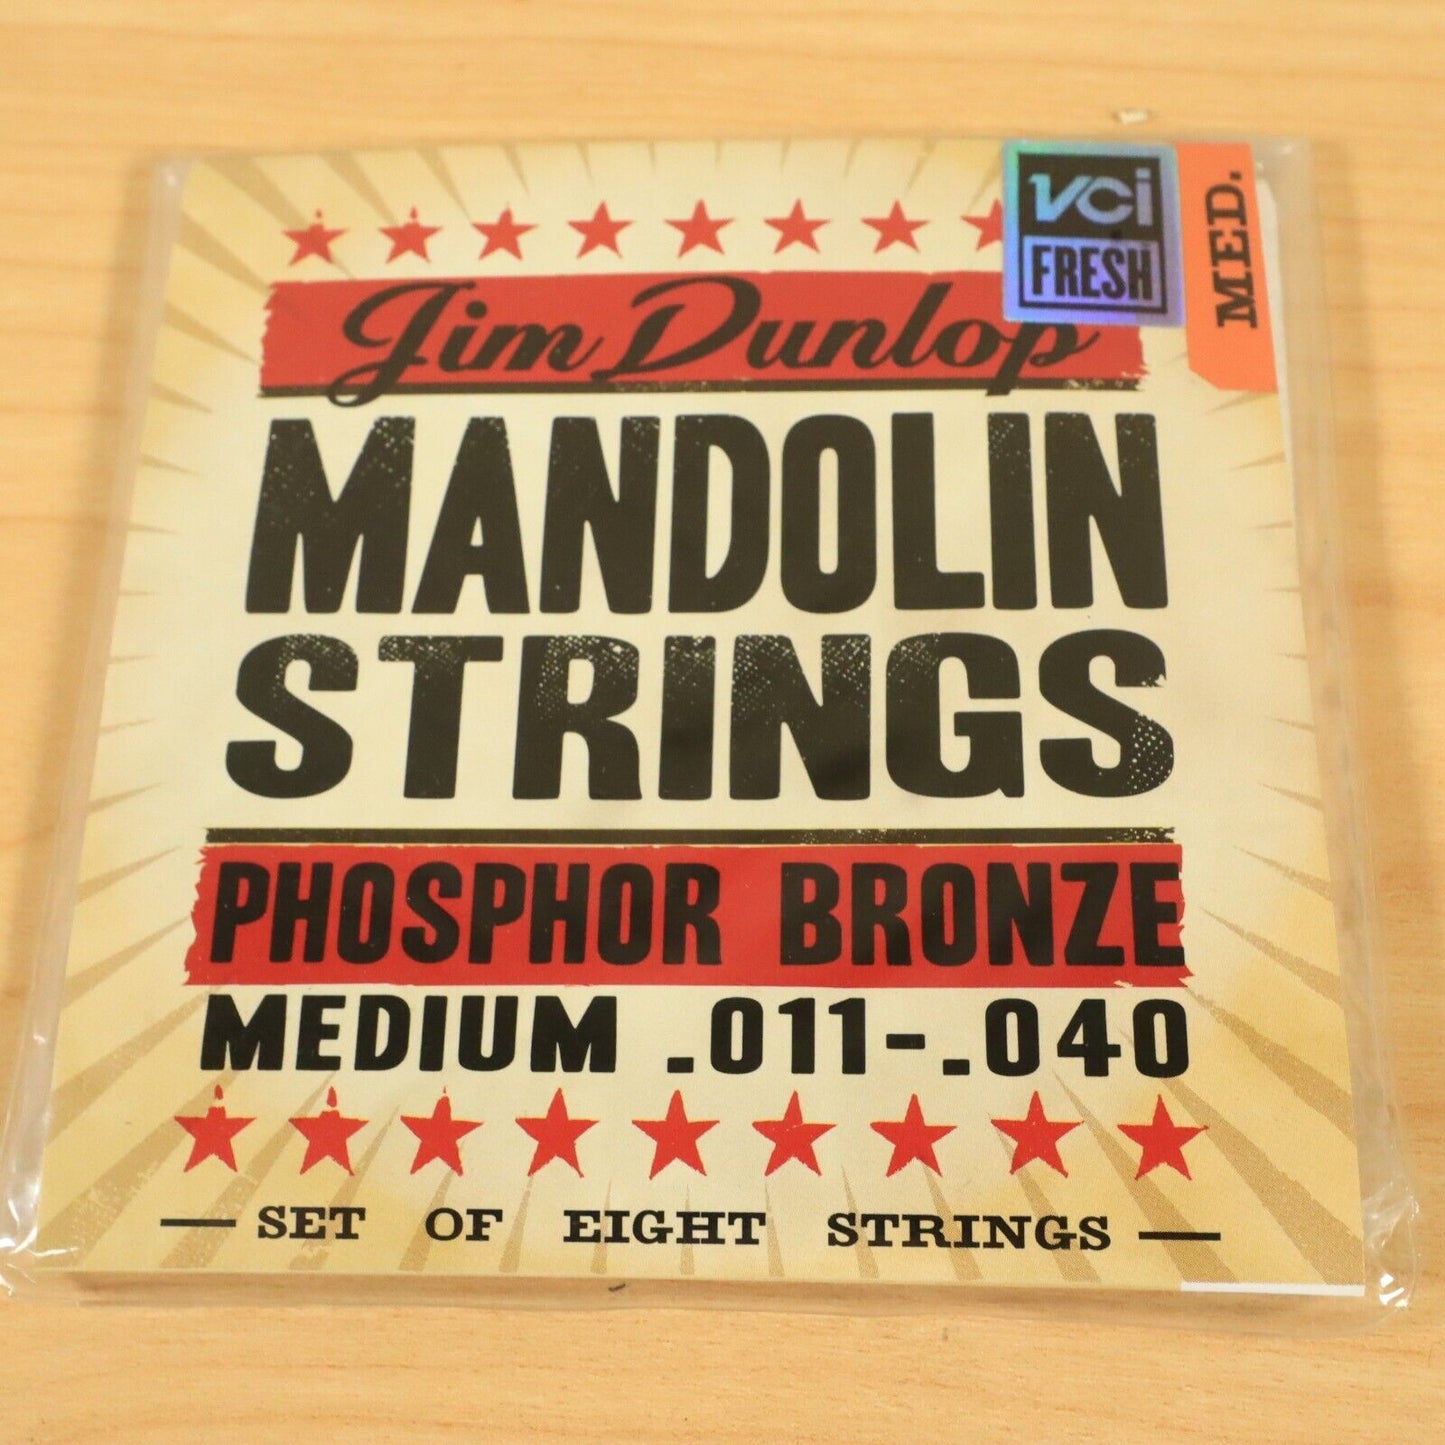 VCi
FRESH
MED.
Jim Dunlop
MANDOLIN
STRINGS
PHOSPHOR BRONZE
MEDIUM .011-.040
SET OF EIGHT STRINGS